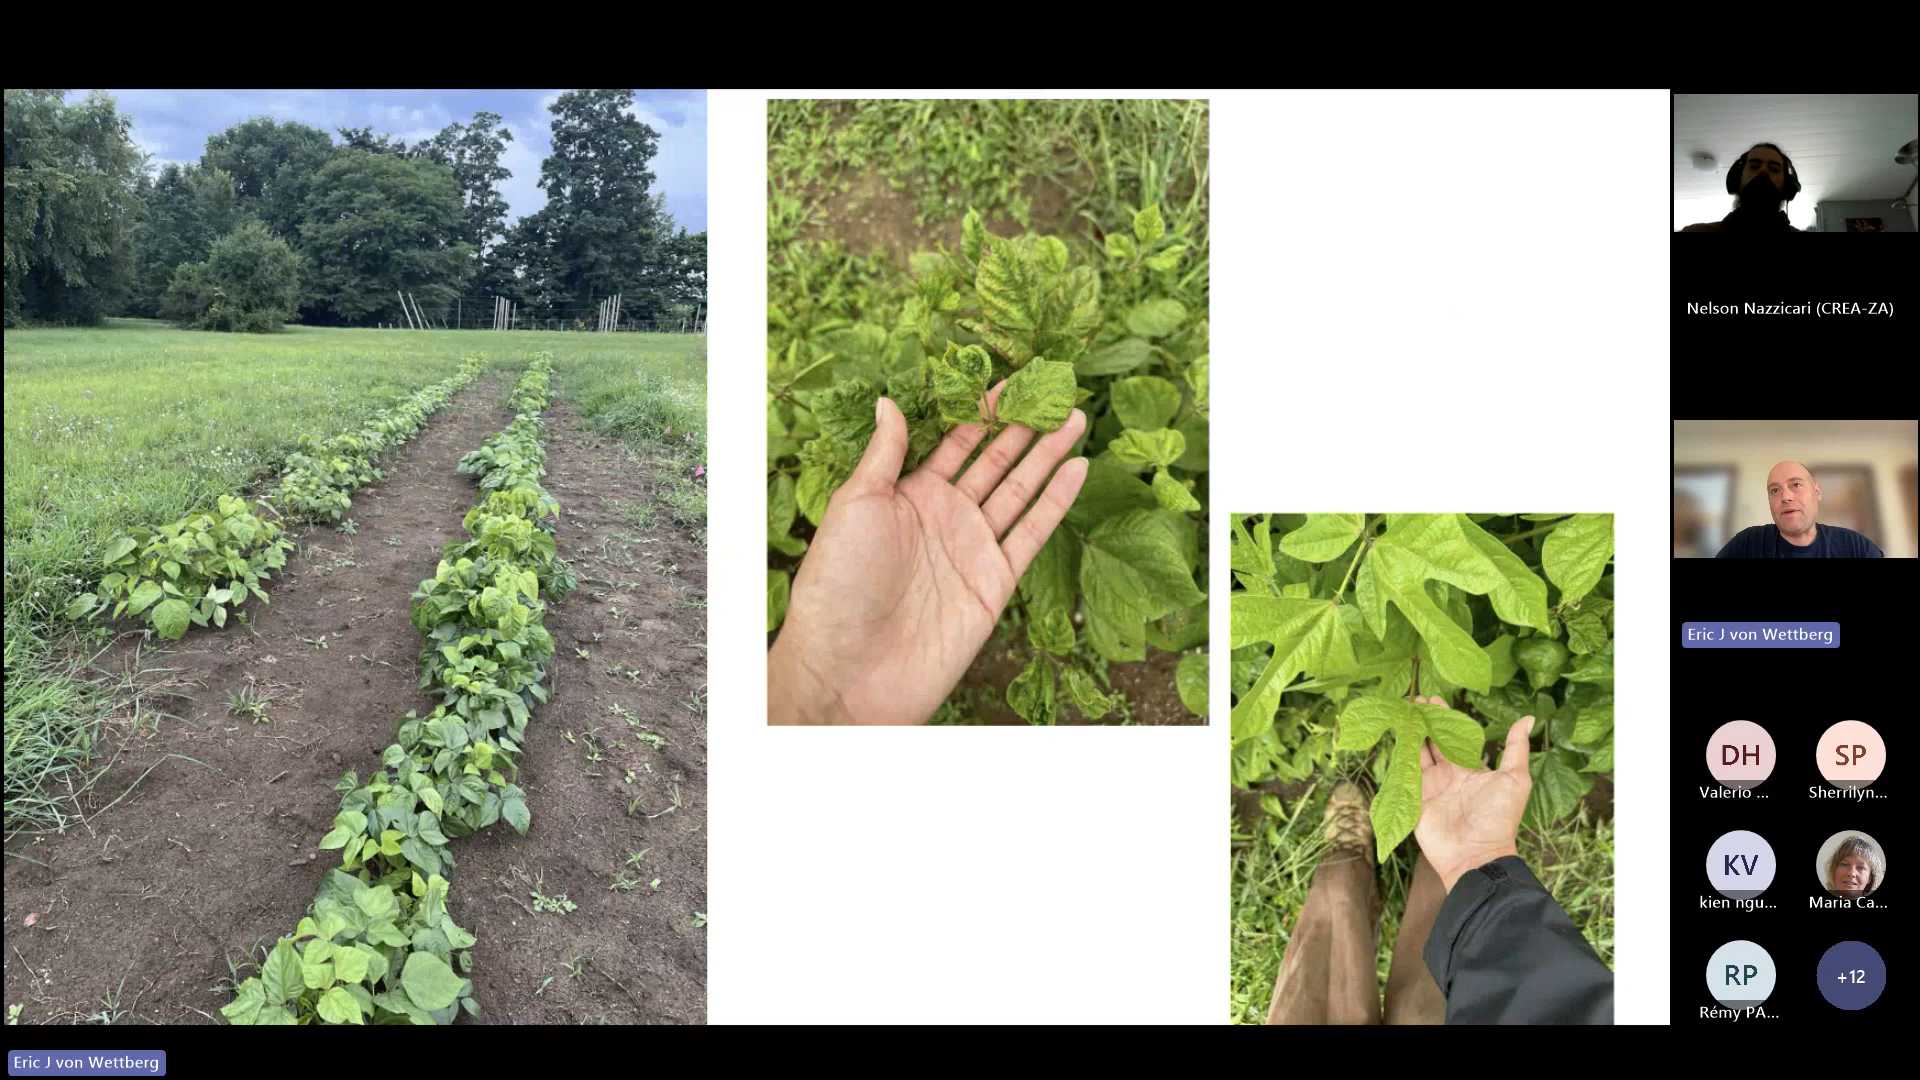 Nelson Nazzicari (CREA-ZA)
Eric J von Wettberg
DH
SP
Valerio ...
Sherrilyn...
KV
kien ngu...
Maria Ca...
RP
+12
Rémy PA...
Eric J von Wettberg